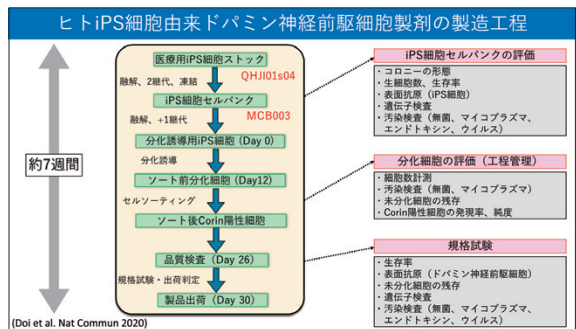 ヒトiPS細胞由来ドパミン神経前駆細胞製剤の製造工程
約7週間
医療用iPS細胞ストック
融解、2継代、凍結
QHJI01s04
iPS細胞セルバンク
融解、+1継代
MCB003
分化誘導用iPS細胞 (Day 0)
分化誘導
ソート前分化細胞 (Day12)
セルソーティング
ソート後Corin陽性細胞
品質検査 (Day 26)
規格試験・出荷判定
製品出荷 (Day 30)
iPS細胞セルバンクの評価
・コロニーの形態
・生細胞数、生存率
・表面抗原（iPS細胞）
・遺伝子検査
・汚染検査（無菌、マイコプラズマ、
エンドトキシン、ウイルス）
分化細胞の評価（工程管理）
・細胞数計測
・汚染検査（無菌、マイコプラズマ）
・未分化細胞の残存
・Corin陽性細胞の発現率、純度
規格試験
・生存率
・表面抗原（ドパミン神経前駆細胞）
・未分化細胞の残存
・遺伝子検査
・汚染検査（無菌、マイコプラズマ、
エンドトキシン、ウイルス）
(Doi et al. Nat Commun 2020)